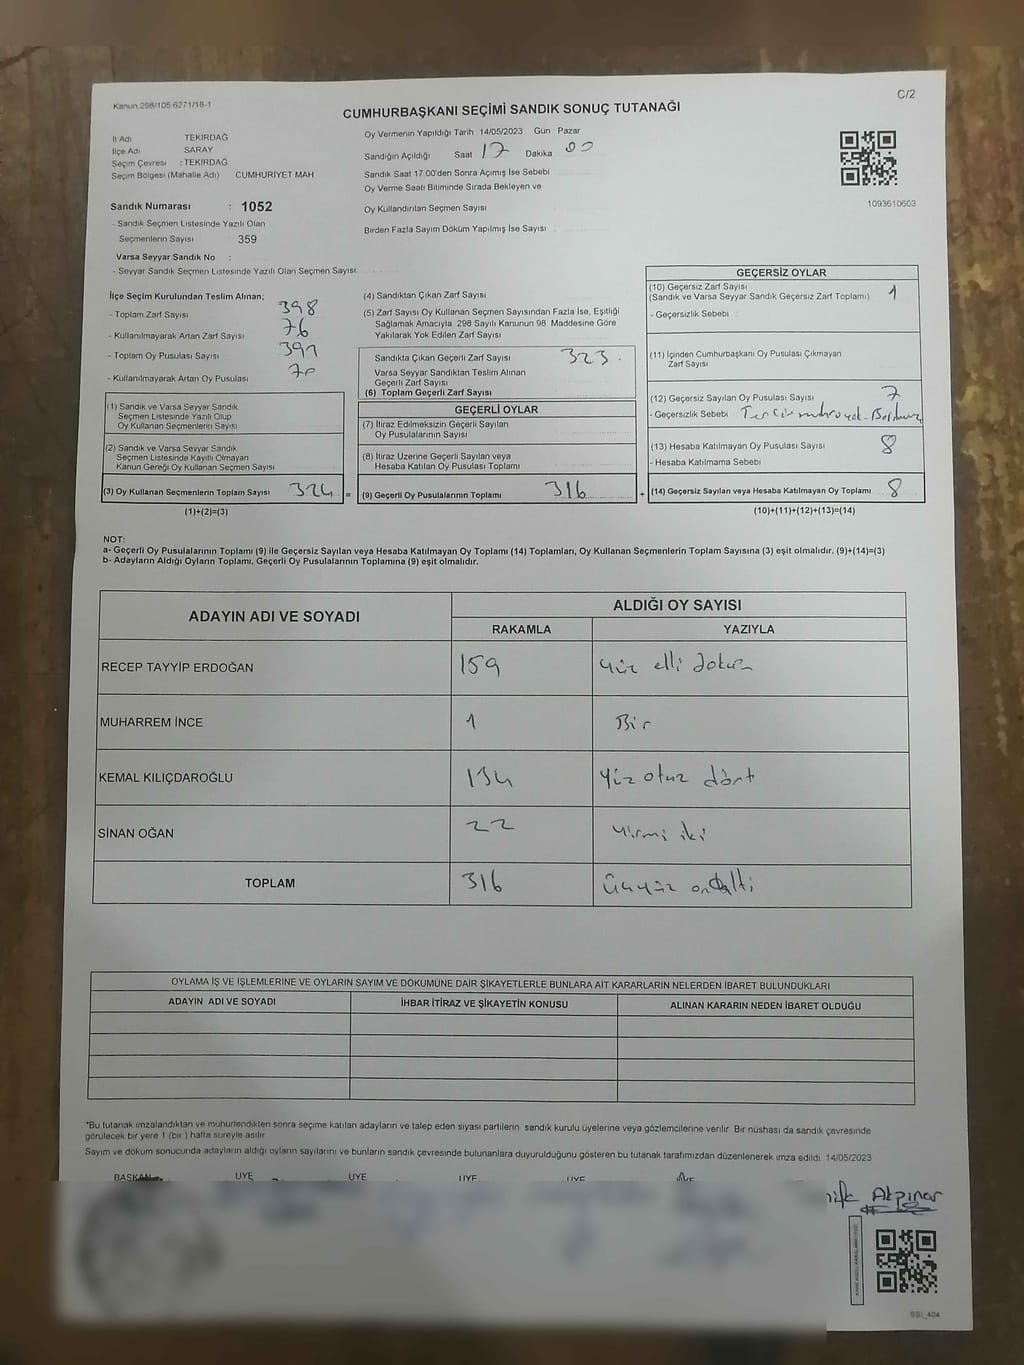 Kanun 298/105 6271/18-1
C/2
CUMHURBAŞKANI SEÇİMİ SANDIK SONUÇ TUTANAĞI
İl Adı TEKİRDAĞ
İlçe Adı SARAY
Seçim Çevresi : TEKİRDAĞ
Seçim Bölgesi (Mahalle Adı) CUMHURİYET MAH
Sandık Numarası : 1052
- Sandık Seçmen Listesinde Yazılı Olan
Seçmenlerin Sayısı 359
Varsa Seyyar Sandık No :
- Seyyar Sandık Seçmen Listesinde Yazılı Olan Seçmen Sayısı
Oy Vermenin Yapıldığı Tarih 14/05/2023 Gün Pazar
Sandığın Açıldığı Saat 17 Dakika 00
Sandık Saat 17.00'den Sonra Açımış İse Sebebi
Oy Verme Saati Bitiminde Sırada Bekleyen ve
Oy Kullandırılan Seçmen Sayısı
Birden Fazla Sayım Döküm Yapılmış İse Sayısı
1093610603
İlçe Seçim Kurulundan Teslim Alınan;
- Toplam Zarf Sayısı 398
- Kullanılmayarak Artan Zarf Sayısı 76
- Toplam Oy Pusulası Sayısı 391
- Kullanılmayarak Artan Oy Pusulası 70
(1) Sandık ve Varsa Seyyar Sandık
Seçmen Listesinde Yazılı Olup
Oy Kullanan Seçmenlerin Sayısı
(2) Sandık ve Varsa Seyyar Sandık
Seçmen Listesinde Kayıtlı Olmayan
Kanun Gereği Oy Kullanan Seçmen Sayısı
(3) Oy Kullanan Seçmenlerin Toplam Sayısı 324 =
(1)+(2)=(3)
(4) Sandıktan Çıkan Zarf Sayısı
(5) Zarf Sayısı Oy Kullanan Seçmen Sayısından Fazla İse, Eşitliği
Sağlamak Amacıyla 298 Sayılı Kanunun 98. Maddesine Göre
Yakılarak Yok Edilen Zarf Sayısı
Sandıkta Çıkan Geçerli Zarf Sayısı 323
Varsa Seyyar Sandıktan Teslim Alınan
Geçerli Zarf Sayısı
(6) Toplam Geçerli Zarf Sayısı
GEÇERLİ OYLAR
(7) İtiraz Edilmeksizin Geçerli Sayılan
Oy Pusulalarının Sayısı
(8) İtiraz Üzerine Geçerli Sayılan veya
Hesaba Katılan Oy Pusulası Toplamı
(9) Geçerli Oy Pusulalarının Toplamı 316 +
GEÇERSİZ OYLAR
(10) Geçersiz Zarf Sayısı
(Sandık ve Varsa Seyyar Sandık Geçersiz Zarf Toplamı) 1
- Geçersizlik Sebebi
(11) İçinden Cumhurbaşkanı Oy Pusulası Çıkmayan
Zarf Sayısı
(12) Geçersiz Sayılan Oy Pusulası Sayısı 7
- Geçersizlik Sebebi
(13) Hesaba Katılmayan Oy Pusulası Sayısı 8
- Hesaba Katılmama Sebebi
(14) Geçersiz Sayılan veya Hesaba Katılmayan Oy Toplamı 8
(10)+(11)+(12)+(13)=(14)
NOT:
a- Geçerli Oy Pusulalarının Toplamı (9) ile Geçersiz Sayılan veya Hesaba Katılmayan Oy Toplamı (14) Toplamları, Oy Kullanan Seçmenlerin Toplam Sayısına (3) eşit olmalıdır. (9)+(14)=(3)
b- Adayların Aldığı Oyların Toplamı, Geçerli Oy Pusulalarının Toplamına (9) eşit olmalıdır.
ADAYIN ADI VE SOYADI ALDIĞI OY SAYISI
RAKAMLA YAZIYLA
RECEP TAYYİP ERDOĞAN 159 yüz elli dokuz
MUHARREM İNCE 1 Bir
KEMAL KILIÇDAROĞLU 134 Yüz otuz dört
SİNAN OĞAN 22 yirmi iki
TOPLAM 316 Üçyüz onaltı
OYLAMA İŞ VE İŞLEMLERİNE VE OYLARIN SAYIM VE DÖKÜMÜNE DAİR ŞİKAYETLERLE BUNLARA AİT KARARLARIN NELERDEN İBARET BULUNDUKLARI
ADAYIN ADI VE SOYADI İHBAR İTİRAZ VE ŞİKAYETİN KONUSU ALINAN KARARIN NEDEN İBARET OLDUĞU
*Bu tutanak imzalandıktan ve mühürlendikten sonra seçime katılan adayların ve talep eden siyasi partilerin sandık kurulu üyelerine veya gözlemcilerine verilir. Bir nüshası da sandık çevresinde
görülecek bir yere 1 (bir ) hafta süreyle asılır
Sayım ve döküm sonucunda adayların aldığı oyların sayılarını ve bunların sandık çevresinde bulunanlara duyurulduğunu gösteren bu tutanak tarafımızdan düzenlenerek imza edildi. 14/05/2023
BAŞKAN ÜYE ÜYE ÜYE ÜYE
Akpınar
SSI_404